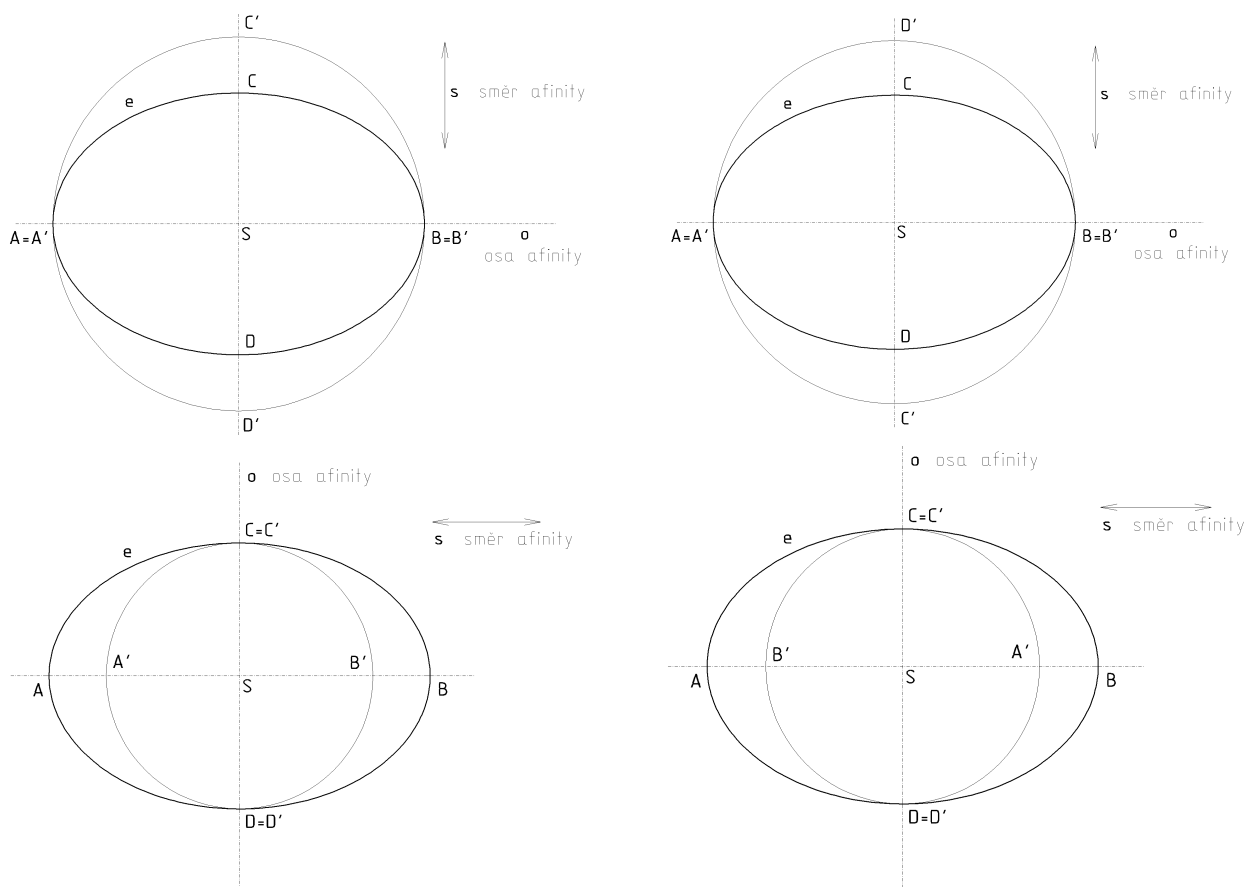 C'
C
e
s směr afinity
A=A'
S
B=B'
o
osa afinity
D
D'
D'
C
e
s směr afinity
A=A'
S
B=B'
o
osa afinity
D
C'
o osa afinity
C=C'
e
s směr afinity
A'
B'
A
S
B
D=D'
o osa afinity
C=C'
e
s směr afinity
B'
A'
A
S
B
D=D'